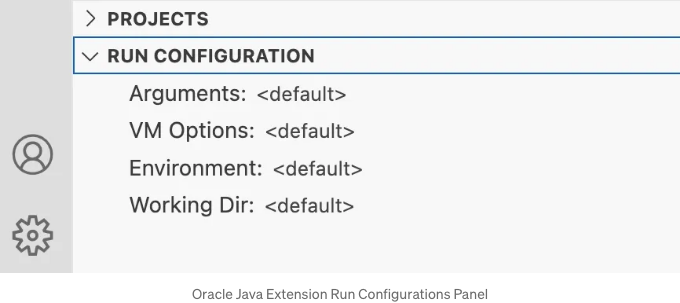 PROJECTS
RUN CONFIGURATION
Arguments: <default>
VM Options: <default>
Environment: <default>
Working Dir: <default>
Oracle Java Extension Run Configurations Panel